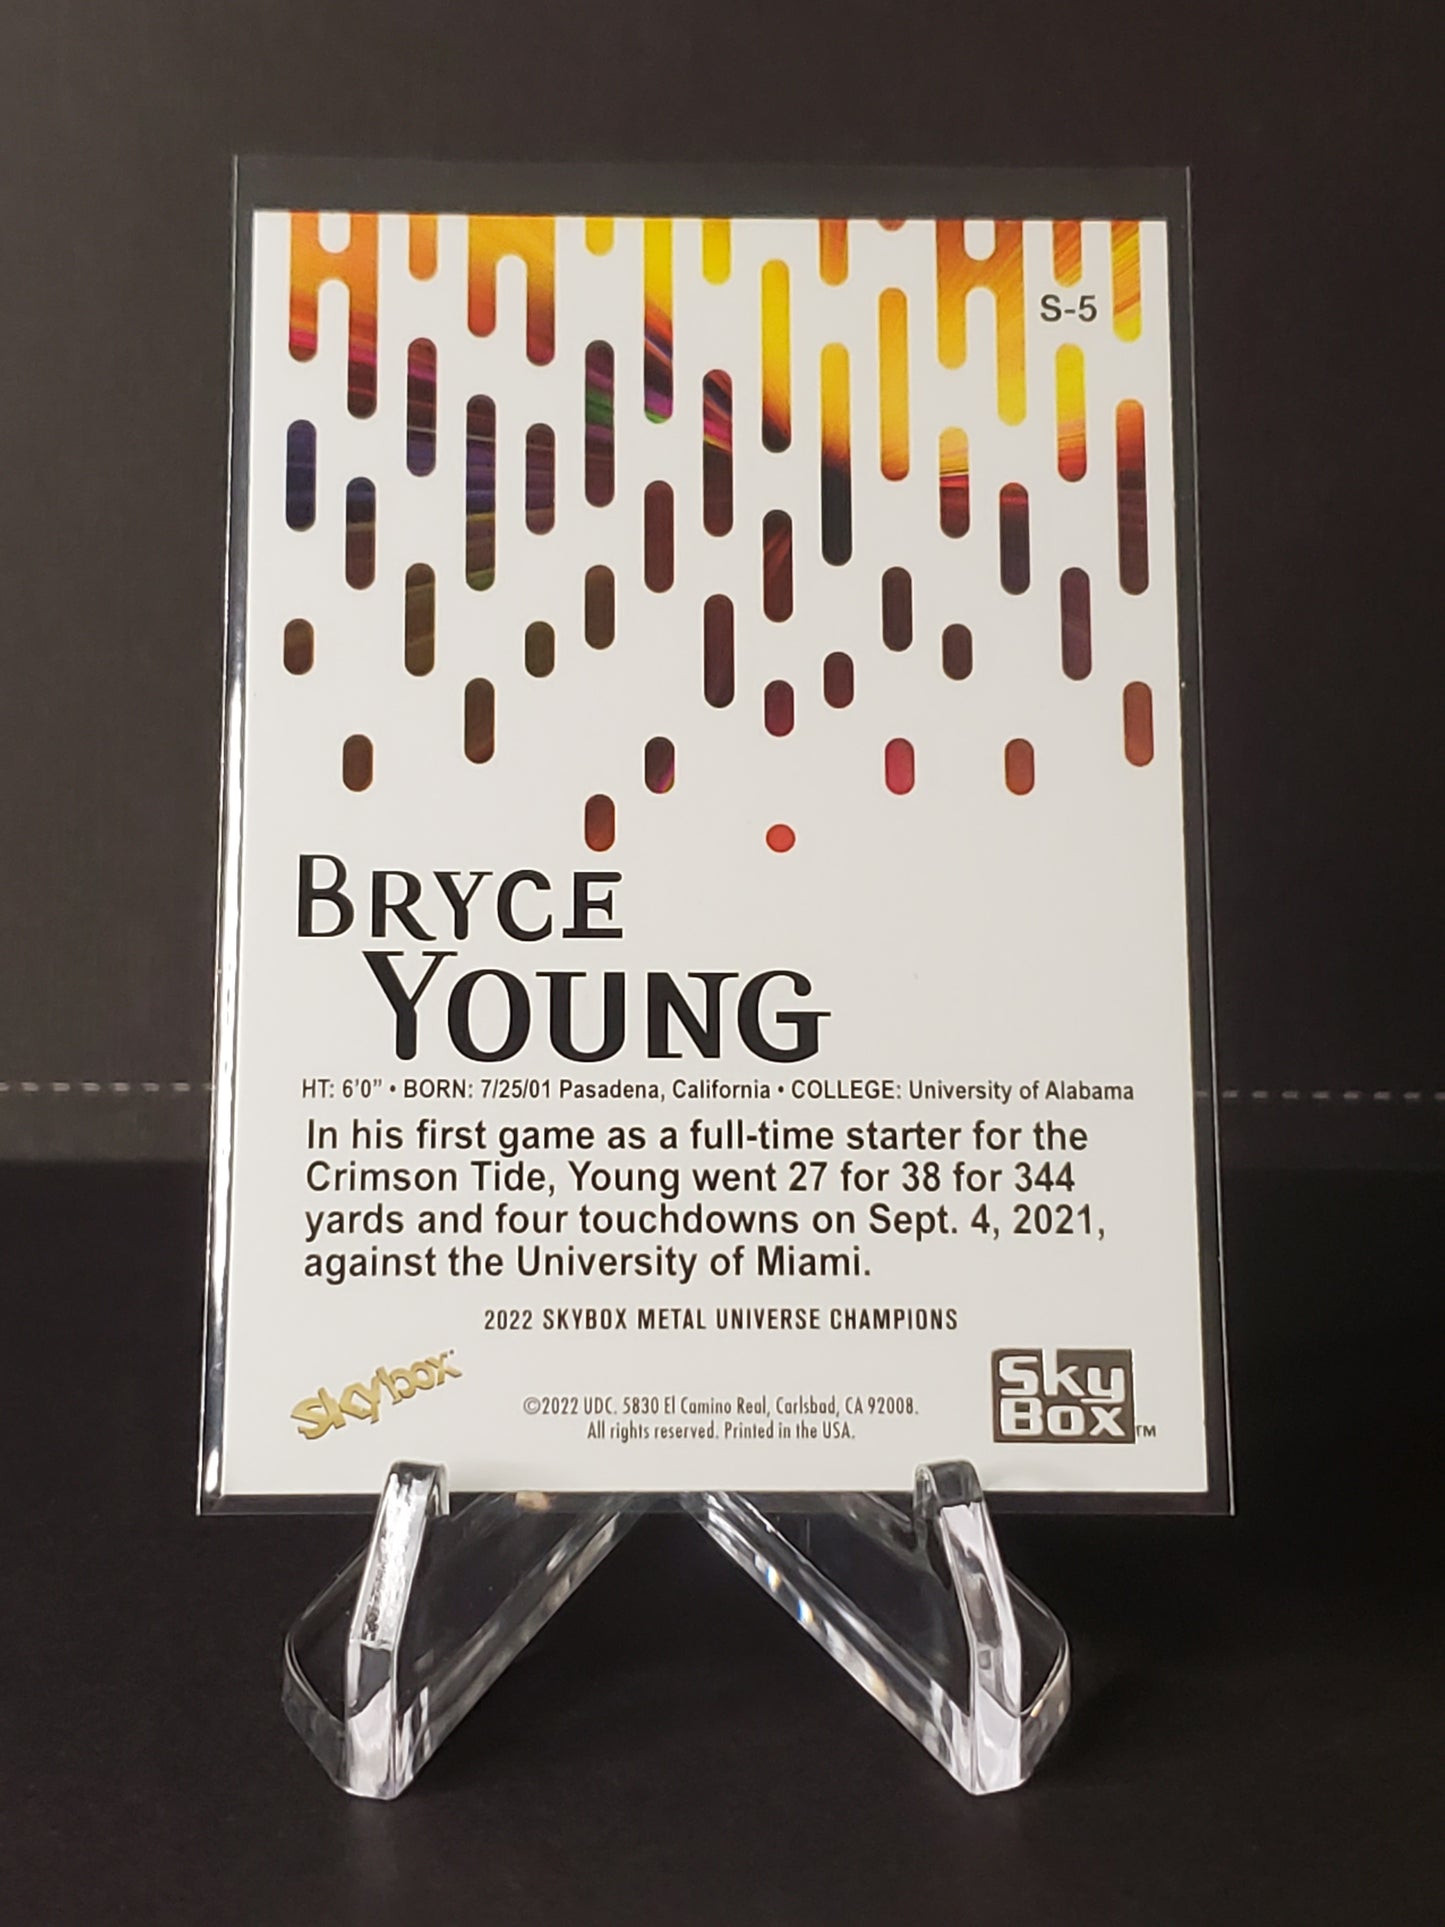 S-5
BRYCE
YOUNG
HT: 6'0" • BORN: 7/25/01 Pasadena, California • COLLEGE: University of Alabama
In his first game as a full-time starter for the
Crimson Tide, Young went 27 for 38 for 344
yards and four touchdowns on Sept. 4, 2021,
against the University of Miami.
2022 SKYBOX METAL UNIVERSE CHAMPIONS
Skybox
©2022 UDC. 5830 El Camino Real, Carlsbad, CA 92008.
All rights reserved. Printed in the USA.
Sky
Box™